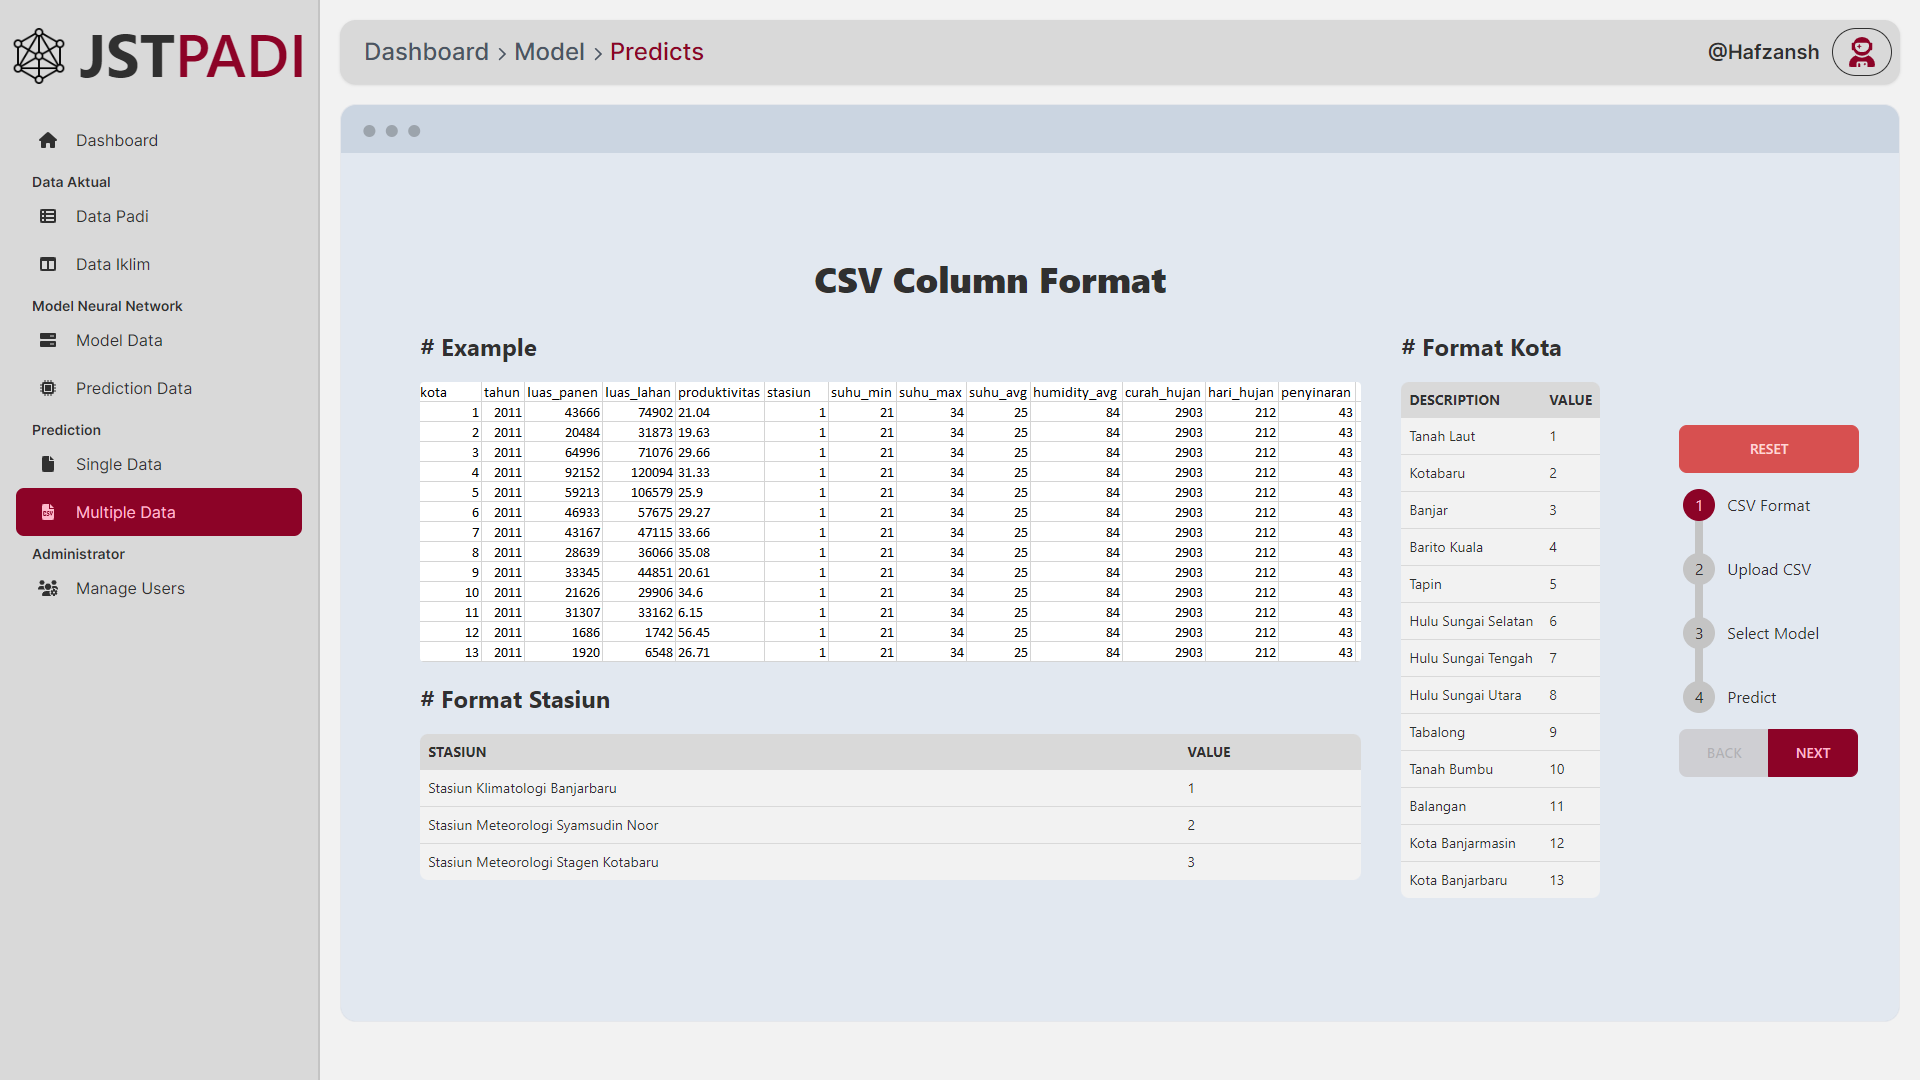 JSTPADI
Dashboard
Data Aktual
Data Padi
Data Iklim
Model Neural Network
Model Data
Prediction Data
Prediction
Single Data
CSV Multiple Data
Administrator
Manage Users
Dashboard > Model > Predicts
@Hafzansh
CSV Column Format
# Example
kota tahun luas_panen luas_lahan produktivitas stasiun suhu_min suhu_max suhu_avg humidity_avg curah_hujan hari_hujan penyinaran
1 2011 43666 74902 21.04 1 21 34 25 84 2903 212 43
2 2011 20484 31873 19.63 1 21 34 25 84 2903 212 43
3 2011 64996 71076 29.66 1 21 34 25 84 2903 212 43
4 2011 92152 120094 31.33 1 21 34 25 84 2903 212 43
5 2011 59213 106579 25.9 1 21 34 25 84 2903 212 43
6 2011 46933 57675 29.27 1 21 34 25 84 2903 212 43
7 2011 43167 47115 33.66 1 21 34 25 84 2903 212 43
8 2011 28639 36066 35.08 1 21 34 25 84 2903 212 43
9 2011 33345 44851 20.61 1 21 34 25 84 2903 212 43
10 2011 21626 29906 34.6 1 21 34 25 84 2903 212 43
11 2011 31307 33162 6.15 1 21 34 25 84 2903 212 43
12 2011 1686 1742 56.45 1 21 34 25 84 2903 212 43
13 2011 1920 6548 26.71 1 21 34 25 84 2903 212 43
# Format Stasiun
STASIUN VALUE
Stasiun Klimatologi Banjarbaru 1
Stasiun Meteorologi Syamsudin Noor 2
Stasiun Meteorologi Stagen Kotabaru 3
# Format Kota
DESCRIPTION VALUE
Tanah Laut 1
Kotabaru 2
Banjar 3
Barito Kuala 4
Tapin 5
Hulu Sungai Selatan 6
Hulu Sungai Tengah 7
Hulu Sungai Utara 8
Tabalong 9
Tanah Bumbu 10
Balangan 11
Kota Banjarmasin 12
Kota Banjarbaru 13
RESET
1 CSV Format
2 Upload CSV
3 Select Model
4 Predict
BACK NEXT